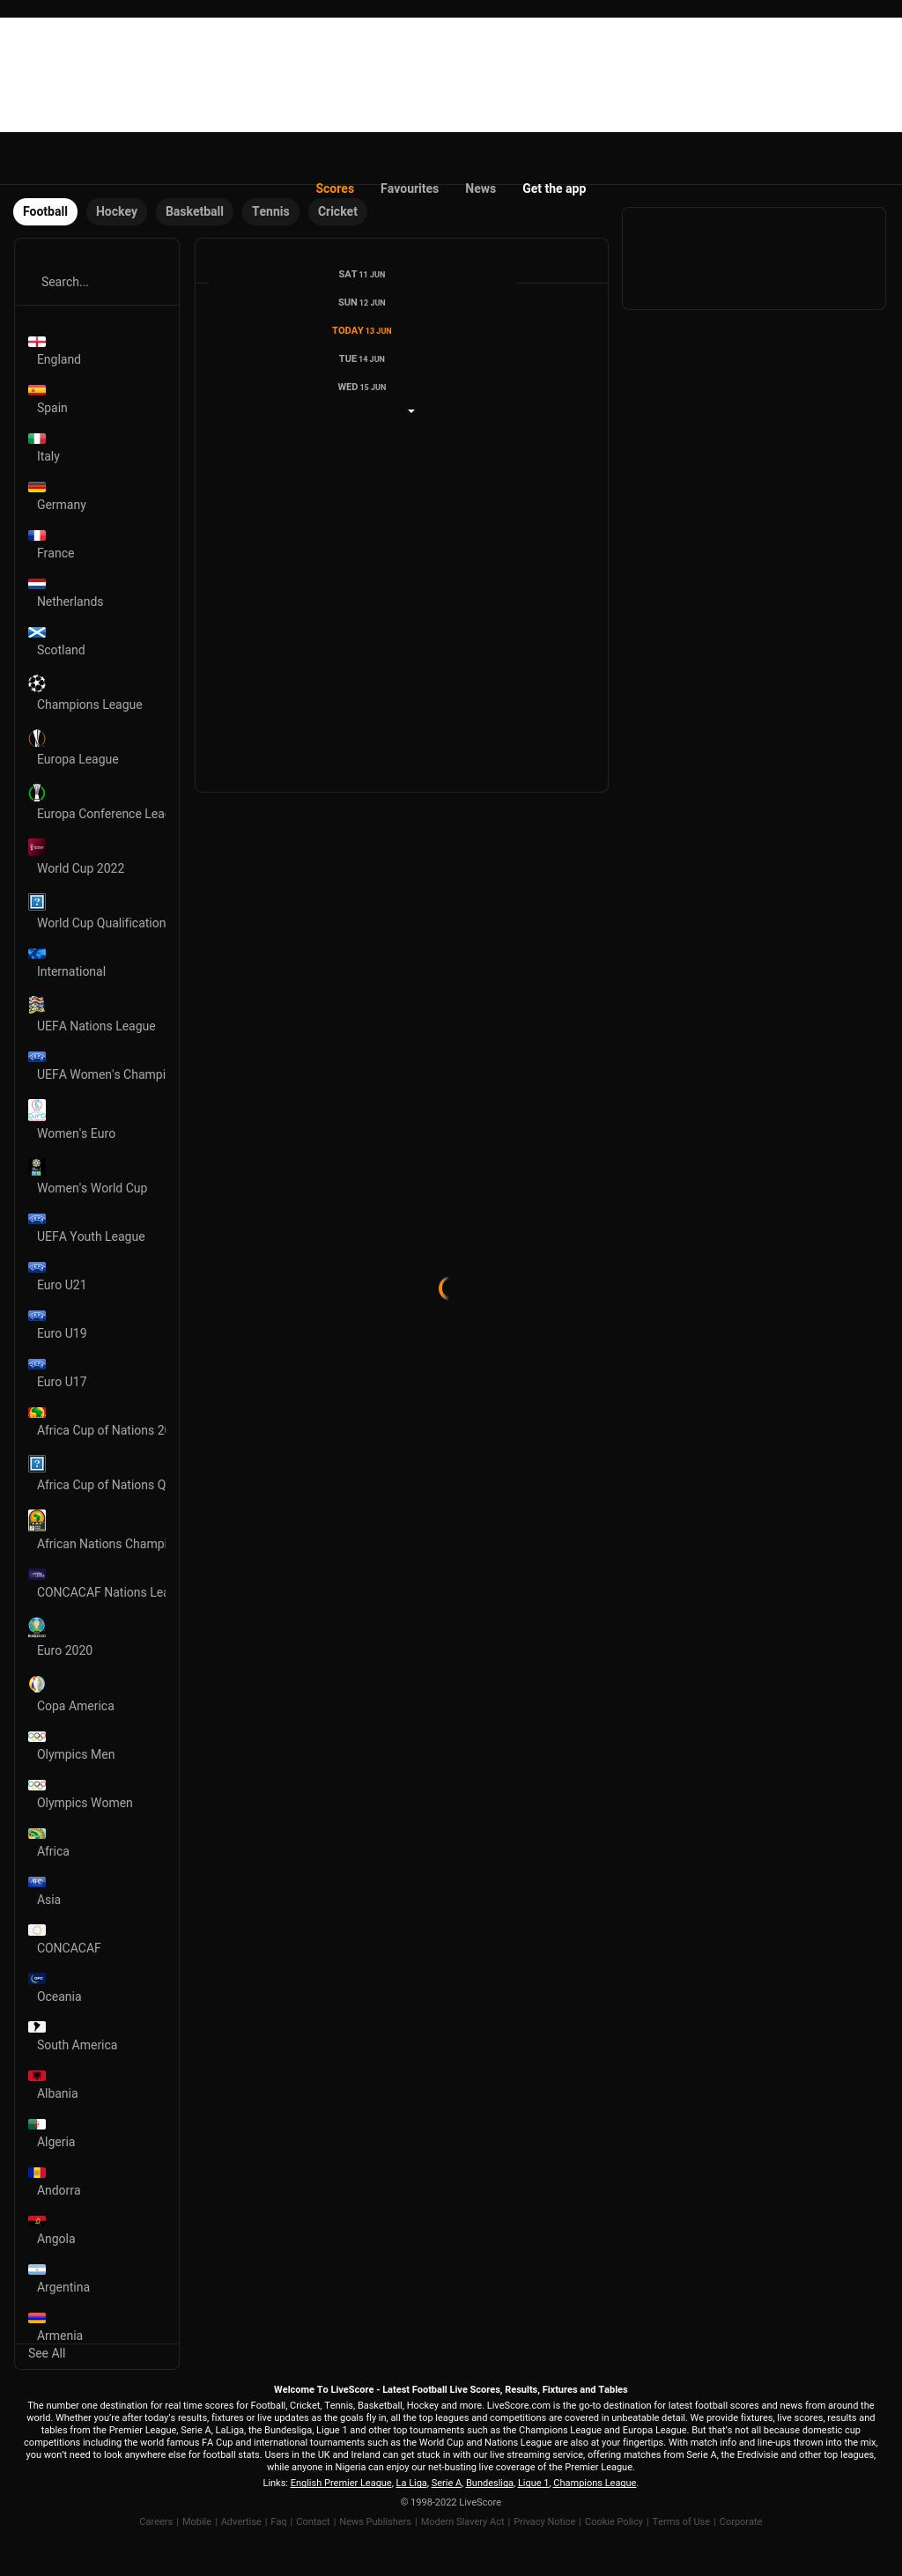 Scores Favourites News Get the app
Football Hockey Basketball Tennis Cricket
Search...
SAT 11 JUN
SUN 12 JUN
TODAY 13 JUN
TUE 14 JUN
WED 15 JUN
England
Spain
Italy
Germany
France
Netherlands
Scotland
Champions League
Europa League
Europa Conference Lea
World Cup 2022
World Cup Qualification
International
UEFA Nations League
UEFA Women's Champi
Women's Euro
Women's World Cup
UEFA Youth League
Euro U21
Euro U19
Euro U17
Africa Cup of Nations 20
Africa Cup of Nations Q
African Nations Champi
CONCACAF Nations Lea
Euro 2020
Copa America
Olympics Men
Olympics Women
Africa
Asia
CONCACAF
Oceania
South America
Albania
Algeria
Andorra
Angola
Argentina
Armenia
See All
Welcome To LiveScore - Latest Football Live Scores, Results, Fixtures and Tables
The number one destination for real time scores for Football, Cricket, Tennis, Basketball, Hockey and more. LiveScore.com is the go-to destination for latest football scores and news from around the
world. Whether you're after today's results, fixtures or live updates as the goals fly in, all the top leagues and competitions are covered in unbeatable detail. We provide fixtures, live scores, results and
tables from the Premier League, Serie A, LaLiga, the Bundesliga, Ligue 1 and other top tournaments such as the Champions League and Europa League. But that's not all because domestic cup
competitions including the world famous FA Cup and international tournaments such as the World Cup and Nations League are also at your fingertips. With match info and line-ups thrown into the mix,
you won't need to look anywhere else for football stats. Users in the UK and Ireland can get stuck in with our live streaming service, offering matches from Serie A, the Eredivisie and other top leagues,
while anyone in Nigeria can enjoy our net-busting live coverage of the Premier League.
Links: English Premier League, La Liga, Serie A, Bundesliga, Ligue 1, Champions League.
© 1998-2022 LiveScore
Careers | Mobile | Advertise | Faq | Contact | News Publishers | Modern Slavery Act | Privacy Notice | Cookie Policy | Terms of Use | Corporate